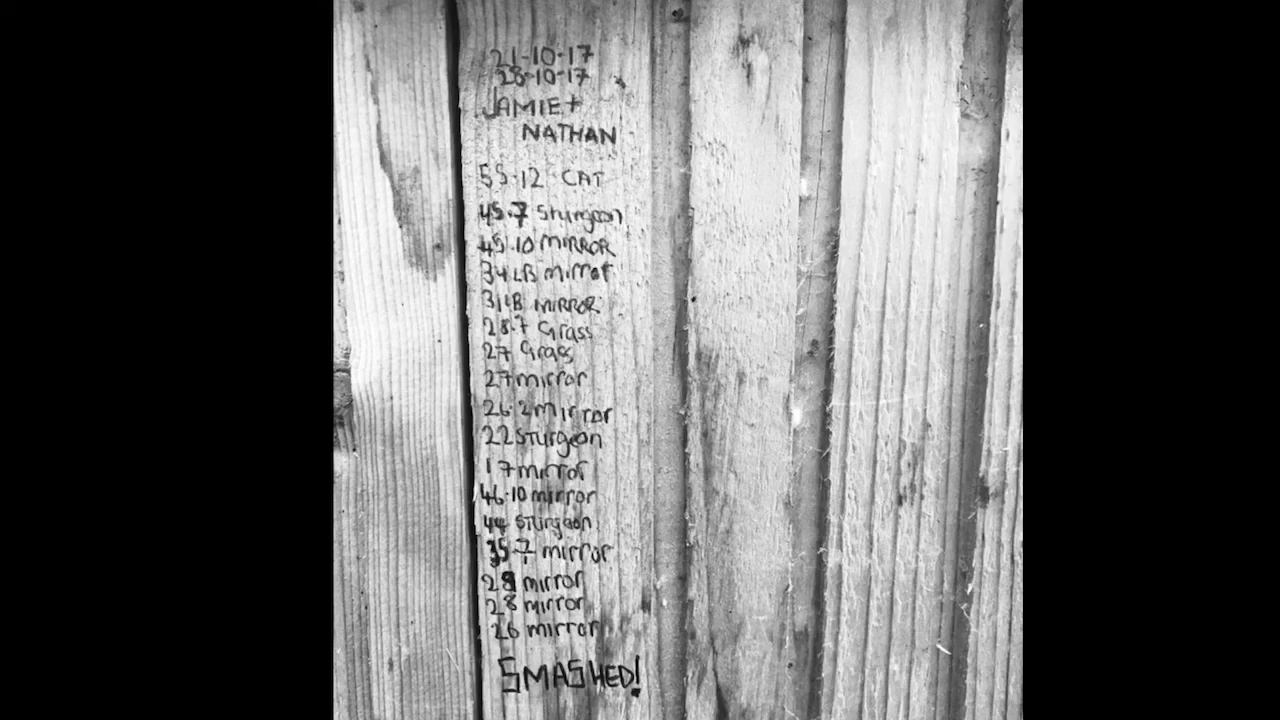 21-10-17
28-10-17
JAMIE +
NATHAN
55.12 CAT
45.7 Sturgeon
45.10 MIRROR
34LB mirror
31LB MIRROR
28.7 Grass
27 Grass
27 mirror
26.2 mirror
22 Sturgeon
17 mirror
46.10 mirror
44 Sturgeon
35.7 mirror
28 mirror
28 mirror
26 mirror
SMASHED!